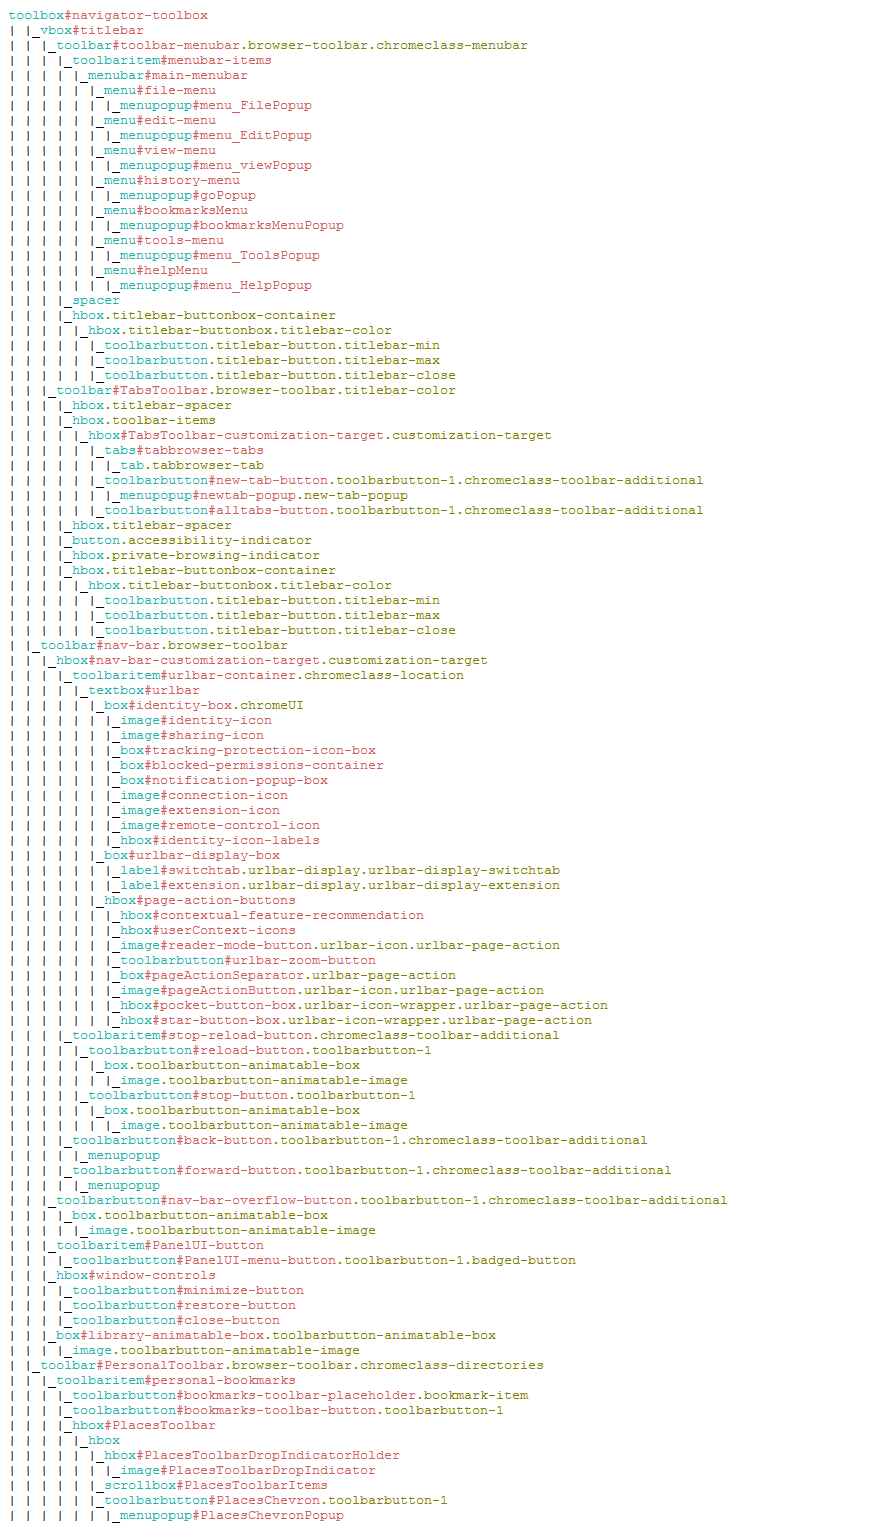 toolbox#navigator-toolbox
| |_vbox#titlebar
| | |_toolbar#toolbar-menubar.browser-toolbar.chromeclass-menubar
| | | |_toolbaritem#menubar-items
| | | | |_menubar#main-menubar
| | | | | |_menu#file-menu
| | | | | | |_menupopup#menu_FilePopup
| | | | | |_menu#edit-menu
| | | | | | |_menupopup#menu_EditPopup
| | | | | |_menu#view-menu
| | | | | | |_menupopup#menu_viewPopup
| | | | | |_menu#history-menu
| | | | | | |_menupopup#goPopup
| | | | | |_menu#bookmarksMenu
| | | | | | |_menupopup#bookmarksMenuPopup
| | | | | |_menu#tools-menu
| | | | | | |_menupopup#menu_ToolsPopup
| | | | | |_menu#helpMenu
| | | | | | |_menupopup#menu_HelpPopup
| | | |_spacer
| | | |_hbox.titlebar-buttonbox-container
| | | | |_hbox.titlebar-buttonbox.titlebar-color
| | | | | |_toolbarbutton.titlebar-button.titlebar-min
| | | | | |_toolbarbutton.titlebar-button.titlebar-max
| | | | | |_toolbarbutton.titlebar-button.titlebar-close
| | |_toolbar#TabsToolbar.browser-toolbar.titlebar-color
| | | |_hbox.titlebar-spacer
| | | |_hbox.toolbar-items
| | | | |_hbox#TabsToolbar-customization-target.customization-target
| | | | | |_tabs#tabbrowser-tabs
| | | | | | |_tab.tabbrowser-tab
| | | | | |_toolbarbutton#new-tab-button.toolbarbutton-1.chromeclass-toolbar-additional
| | | | | | |_menupopup#newtab-popup.new-tab-popup
| | | | | |_toolbarbutton#alltabs-button.toolbarbutton-1.chromeclass-toolbar-additional
| | | |_hbox.titlebar-spacer
| | | |_button.accessibility-indicator
| | | |_hbox.private-browsing-indicator
| | | |_hbox.titlebar-buttonbox-container
| | | | |_hbox.titlebar-buttonbox.titlebar-color
| | | | | |_toolbarbutton.titlebar-button.titlebar-min
| | | | | |_toolbarbutton.titlebar-button.titlebar-max
| | | | | |_toolbarbutton.titlebar-button.titlebar-close
| |_toolbar#nav-bar.browser-toolbar
| | |_hbox#nav-bar-customization-target.customization-target
| | | |_toolbaritem#urlbar-container.chromeclass-location
| | | | |_textbox#urlbar
| | | | | |_box#identity-box.chromeUI
| | | | | | |_image#identity-icon
| | | | | | |_image#sharing-icon
| | | | | | |_box#tracking-protection-icon-box
| | | | | | |_box#blocked-permissions-container
| | | | | | |_box#notification-popup-box
| | | | | | |_image#connection-icon
| | | | | | |_image#extension-icon
| | | | | | |_image#remote-control-icon
| | | | | | |_hbox#identity-icon-labels
| | | | | |_box#urlbar-display-box
| | | | | | |_label#switchtab.urlbar-display.urlbar-display-switchtab
| | | | | | |_label#extension.urlbar-display.urlbar-display-extension
| | | | | |_hbox#page-action-buttons
| | | | | | |_hbox#contextual-feature-recommendation
| | | | | | |_hbox#userContext-icons
| | | | | | |_image#reader-mode-button.urlbar-icon.urlbar-page-action
| | | | | | |_toolbarbutton#urlbar-zoom-button
| | | | | | |_box#pageActionSeparator.urlbar-page-action
| | | | | | |_image#pageActionButton.urlbar-icon.urlbar-page-action
| | | | | | |_hbox#pocket-button-box.urlbar-icon-wrapper.urlbar-page-action
| | | | | | |_hbox#star-button-box.urlbar-icon-wrapper.urlbar-page-action
| | | |_toolbaritem#stop-reload-button.chromeclass-toolbar-additional
| | | | |_toolbarbutton#reload-button.toolbarbutton-1
| | | | | |_box.toolbarbutton-animatable-box
| | | | | | |_image.toolbarbutton-animatable-image
| | | | |_toolbarbutton#stop-button.toolbarbutton-1
| | | | | |_box.toolbarbutton-animatable-box
| | | | | | |_image.toolbarbutton-animatable-image
| | | |_toolbarbutton#back-button.toolbarbutton-1.chromeclass-toolbar-additional
| | | | |_menupopup
| | | |_toolbarbutton#forward-button.toolbarbutton-1.chromeclass-toolbar-additional
| | | | |_menupopup
| | |_toolbarbutton#nav-bar-overflow-button.toolbarbutton-1.chromeclass-toolbar-additional
| | | |_box.toolbarbutton-animatable-box
| | | | |_image.toolbarbutton-animatable-image
| | |_toolbaritem#PanelUI-button
| | | |_toolbarbutton#PanelUI-menu-button.toolbarbutton-1.badged-button
| | |_hbox#window-controls
| | | |_toolbarbutton#minimize-button
| | | |_toolbarbutton#restore-button
| | | |_toolbarbutton#close-button
| | |_box#library-animatable-box.toolbarbutton-animatable-box
| | | |_image.toolbarbutton-animatable-image
| |_toolbar#PersonalToolbar.browser-toolbar.chromeclass-directories
| | |_toolbaritem#personal-bookmarks
| | | |_toolbarbutton#bookmarks-toolbar-placeholder.bookmark-item
| | | |_toolbarbutton#bookmarks-toolbar-button.toolbarbutton-1
| | | |_hbox#PlacesToolbar
| | | | |_hbox
| | | | | |_hbox#PlacesToolbarDropIndicatorHolder
| | | | | | |_image#PlacesToolbarDropIndicator
| | | | | |_scrollbox#PlacesToolbarItems
| | | | | |_toolbarbutton#PlacesChevron.toolbarbutton-1
| | | | | | |_menupopup#PlacesChevronPopup